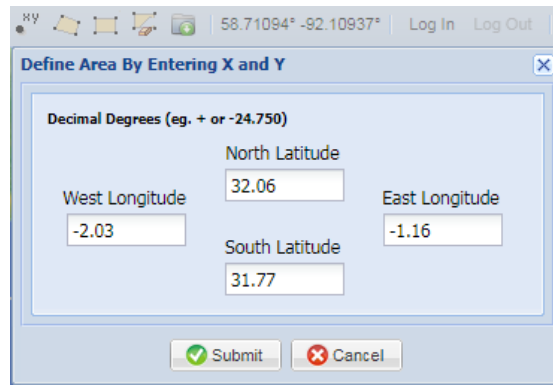 XY 58.71094° -92.10937° Log In Log Out
Define Area By Entering X and Y
Decimal Degrees (eg. + or -24.750)
North Latitude
32.06
West Longitude East Longitude
-2.03 -1.16
South Latitude
31.77
Submit Cancel